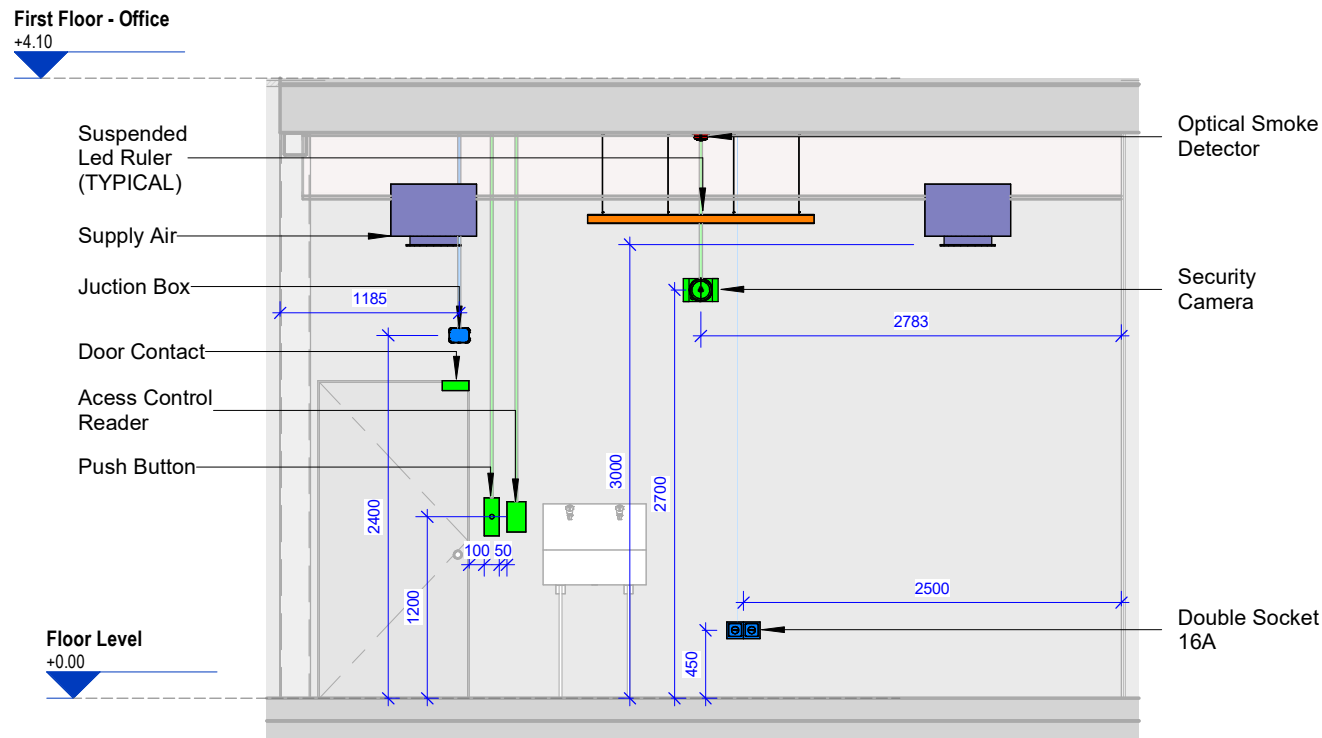 First Floor - Office
+4.10
Suspended
Led Ruler
(TYPICAL)
Supply Air
Juction Box
Door Contact
Acess Control
Reader
Push Button
Floor Level
+0.00
Optical Smoke
Detector
Security
Camera
Double Socket
16A
1185
2783
3000
2700
2400
100
50
1200
2500
450